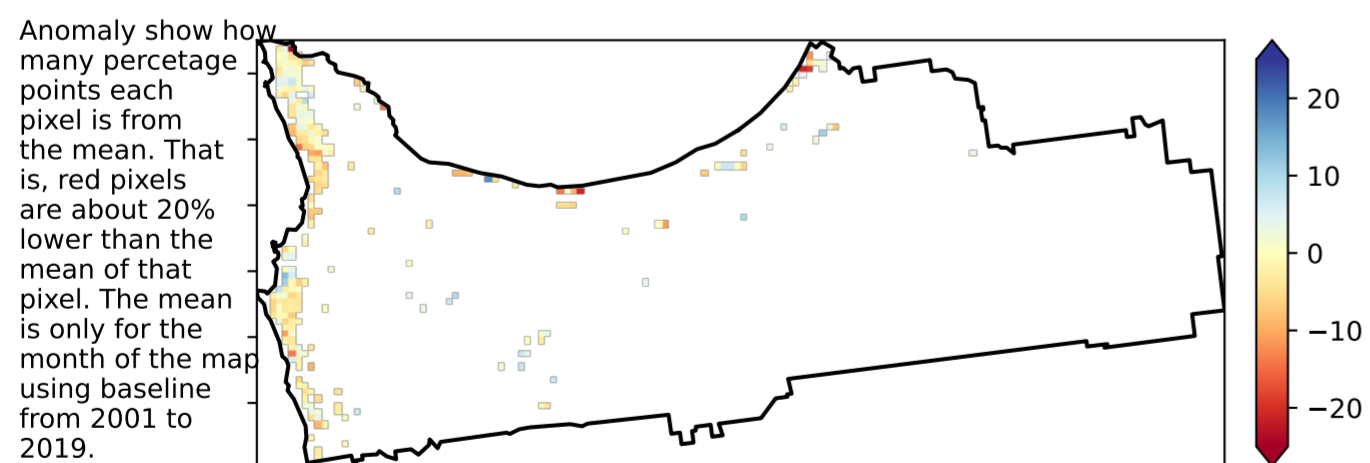 Anomaly show how
many percetage
points each
pixel is from
the mean. That
is, red pixels
are about 20%
lower than the
mean of that
pixel. The mean
is only for the
month of the map
using baseline
from 2001 to
2019.
20
10
0
−10
−20